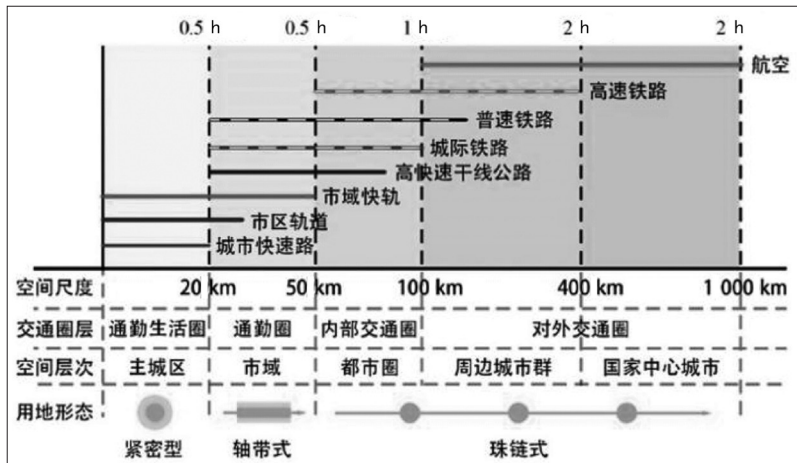 0.5 h 0.5 h 1 h 2 h 2 h
航空
高速铁路
普速铁路
城际铁路
高快速干线公路
市域快轨
市区轨道
城市快速路
空间尺度 20 km 50 km 100 km 400 km 1 000 km
交通圈层 通勤生活圈 通勤圈 内部交通圈 对外交通圈
空间层次 主城区 市域 都市圈 周边城市群 国家中心城市
用地形态
紧密型 轴带式 珠链式